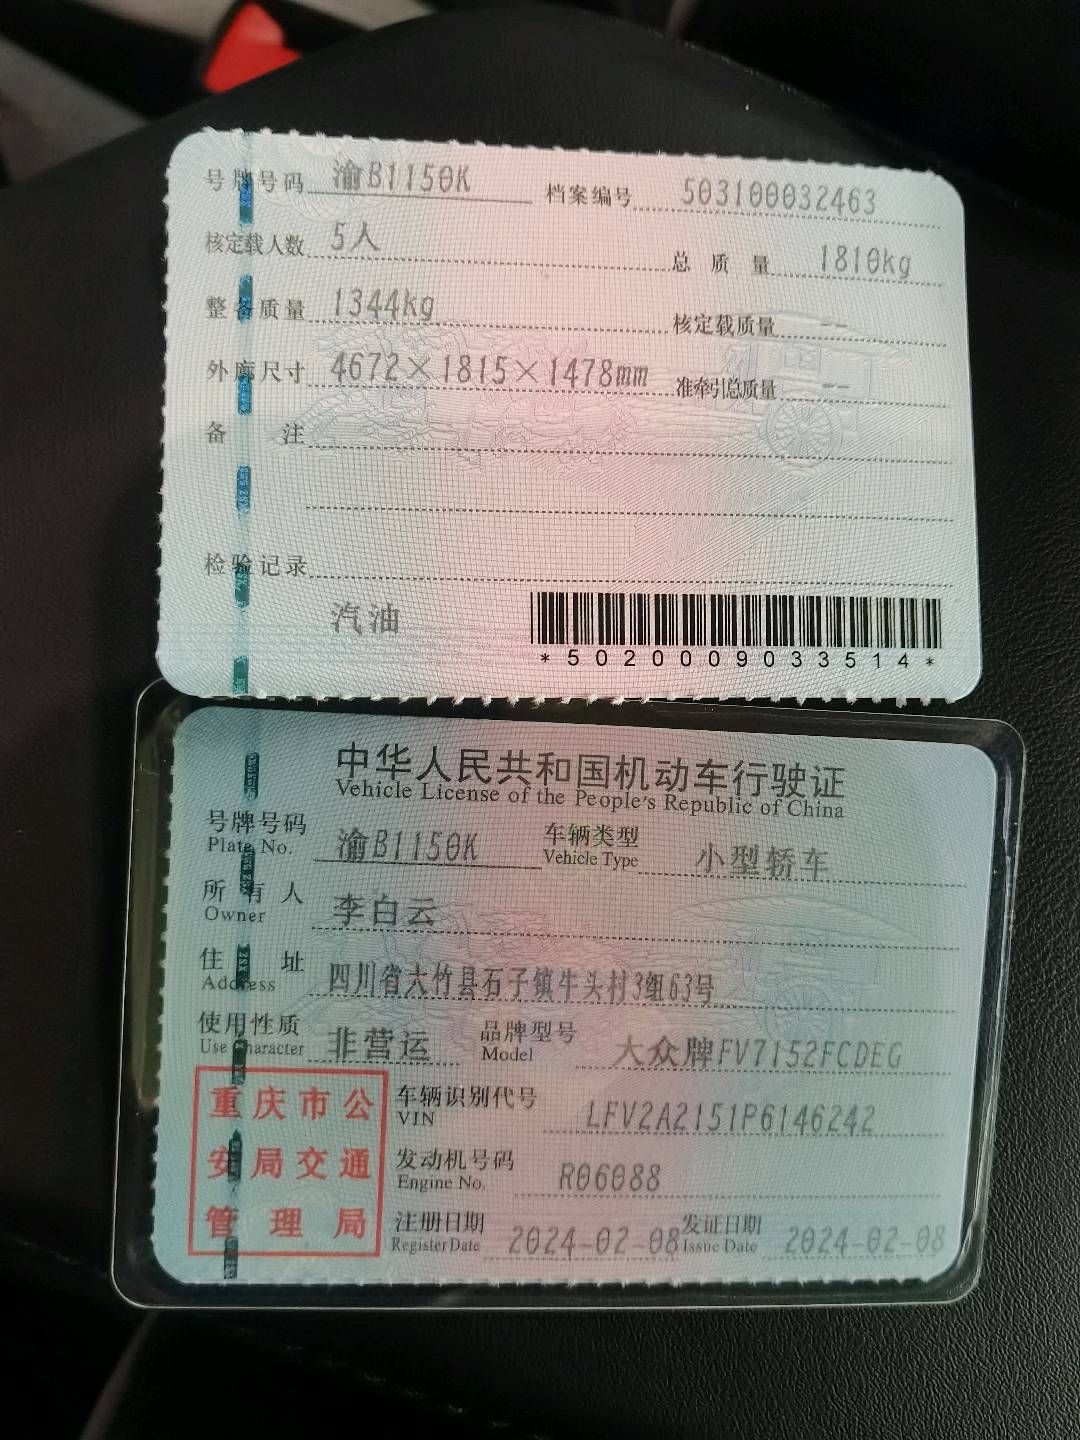 号牌号码 渝B1150K 档案编号 503100032463
核定载人数 5人 总质量 1810kg
整备质量 1344kg 核定载质量 --
外廓尺寸 4672×1815×1478mm 准牵引总质量 --
备注
检验记录
汽油
*5020009033514*
中华人民共和国机动车行驶证
Vehicle License of the People's Republic of China
号牌号码 渝B1150K 车辆类型 小型轿车
Plate No. Vehicle Type
所有人 李白云
Owner
住址 四川省大竹县石子镇牛头村3组63号
Address
使用性质 非营运 品牌型号 大众牌FV7152FCDEG
Use Character Model
重庆市公安局交通管理局
车辆识别代号 LFV2A2151P6146242
VIN
发动机号码 R06088
Engine No.
注册日期 2024-02-08 发证日期 2024-02-08
Register Date Issue Date